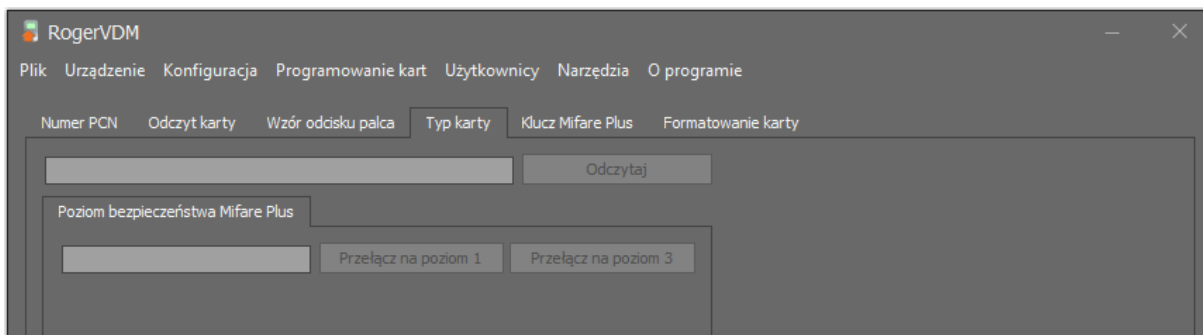 RogerVDM
Plik Urządzenie Konfiguracja Programowanie kart Użytkownicy Narzędzia O programie
Numer PCN Odczyt karty Wzór odcisku palca Typ karty Klucz Mifare Plus Formatowanie karty
Odczytaj
Poziom bezpieczeństwa Mifare Plus
Przełącz na poziom 1 Przełącz na poziom 3